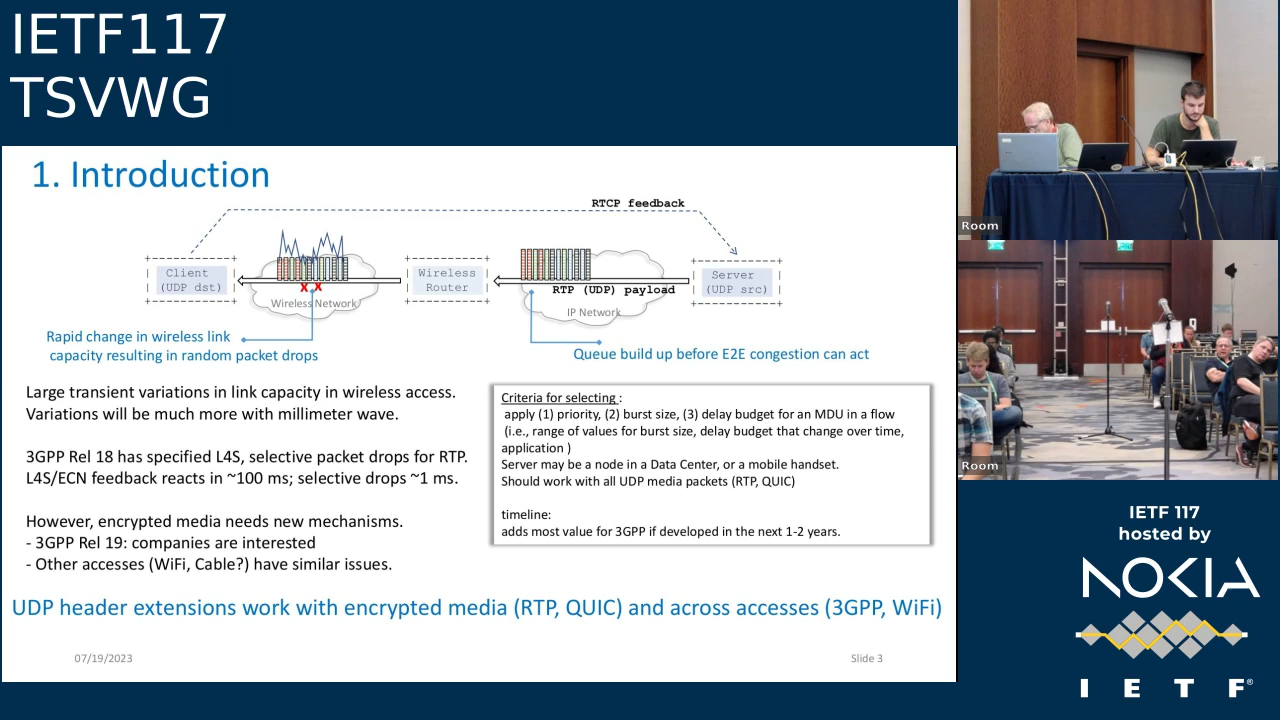 IETF117
TSVWG
1. Introduction
RTCP feedback
Client
(UDP dst)
Wireless
Router
Server
(UDP src)
X X
Wireless Network
RTP (UDP) payload
IP Network
Rapid change in wireless link
capacity resulting in random packet drops
Queue build up before E2E congestion can act
Large transient variations in link capacity in wireless access.
Variations will be much more with millimeter wave.
3GPP Rel 18 has specified L4S, selective packet drops for RTP.
L4S/ECN feedback reacts in ~100 ms; selective drops ~1 ms.
However, encrypted media needs new mechanisms.
- 3GPP Rel 19: companies are interested
- Other accesses (WiFi, Cable?) have similar issues.
Criteria for selecting :
apply (1) priority, (2) burst size, (3) delay budget for an MDU in a flow
(i.e., range of values for burst size, delay budget that change over time,
application )
Server may be a node in a Data Center, or a mobile handset.
Should work with all UDP media packets (RTP, QUIC)
timeline:
adds most value for 3GPP if developed in the next 1-2 years.
UDP header extensions work with encrypted media (RTP, QUIC) and across accesses (3GPP, WiFi)
07/19/2023
Slide 3
Room
Room
IETF 117
hosted by
NOKIA
I E T F®